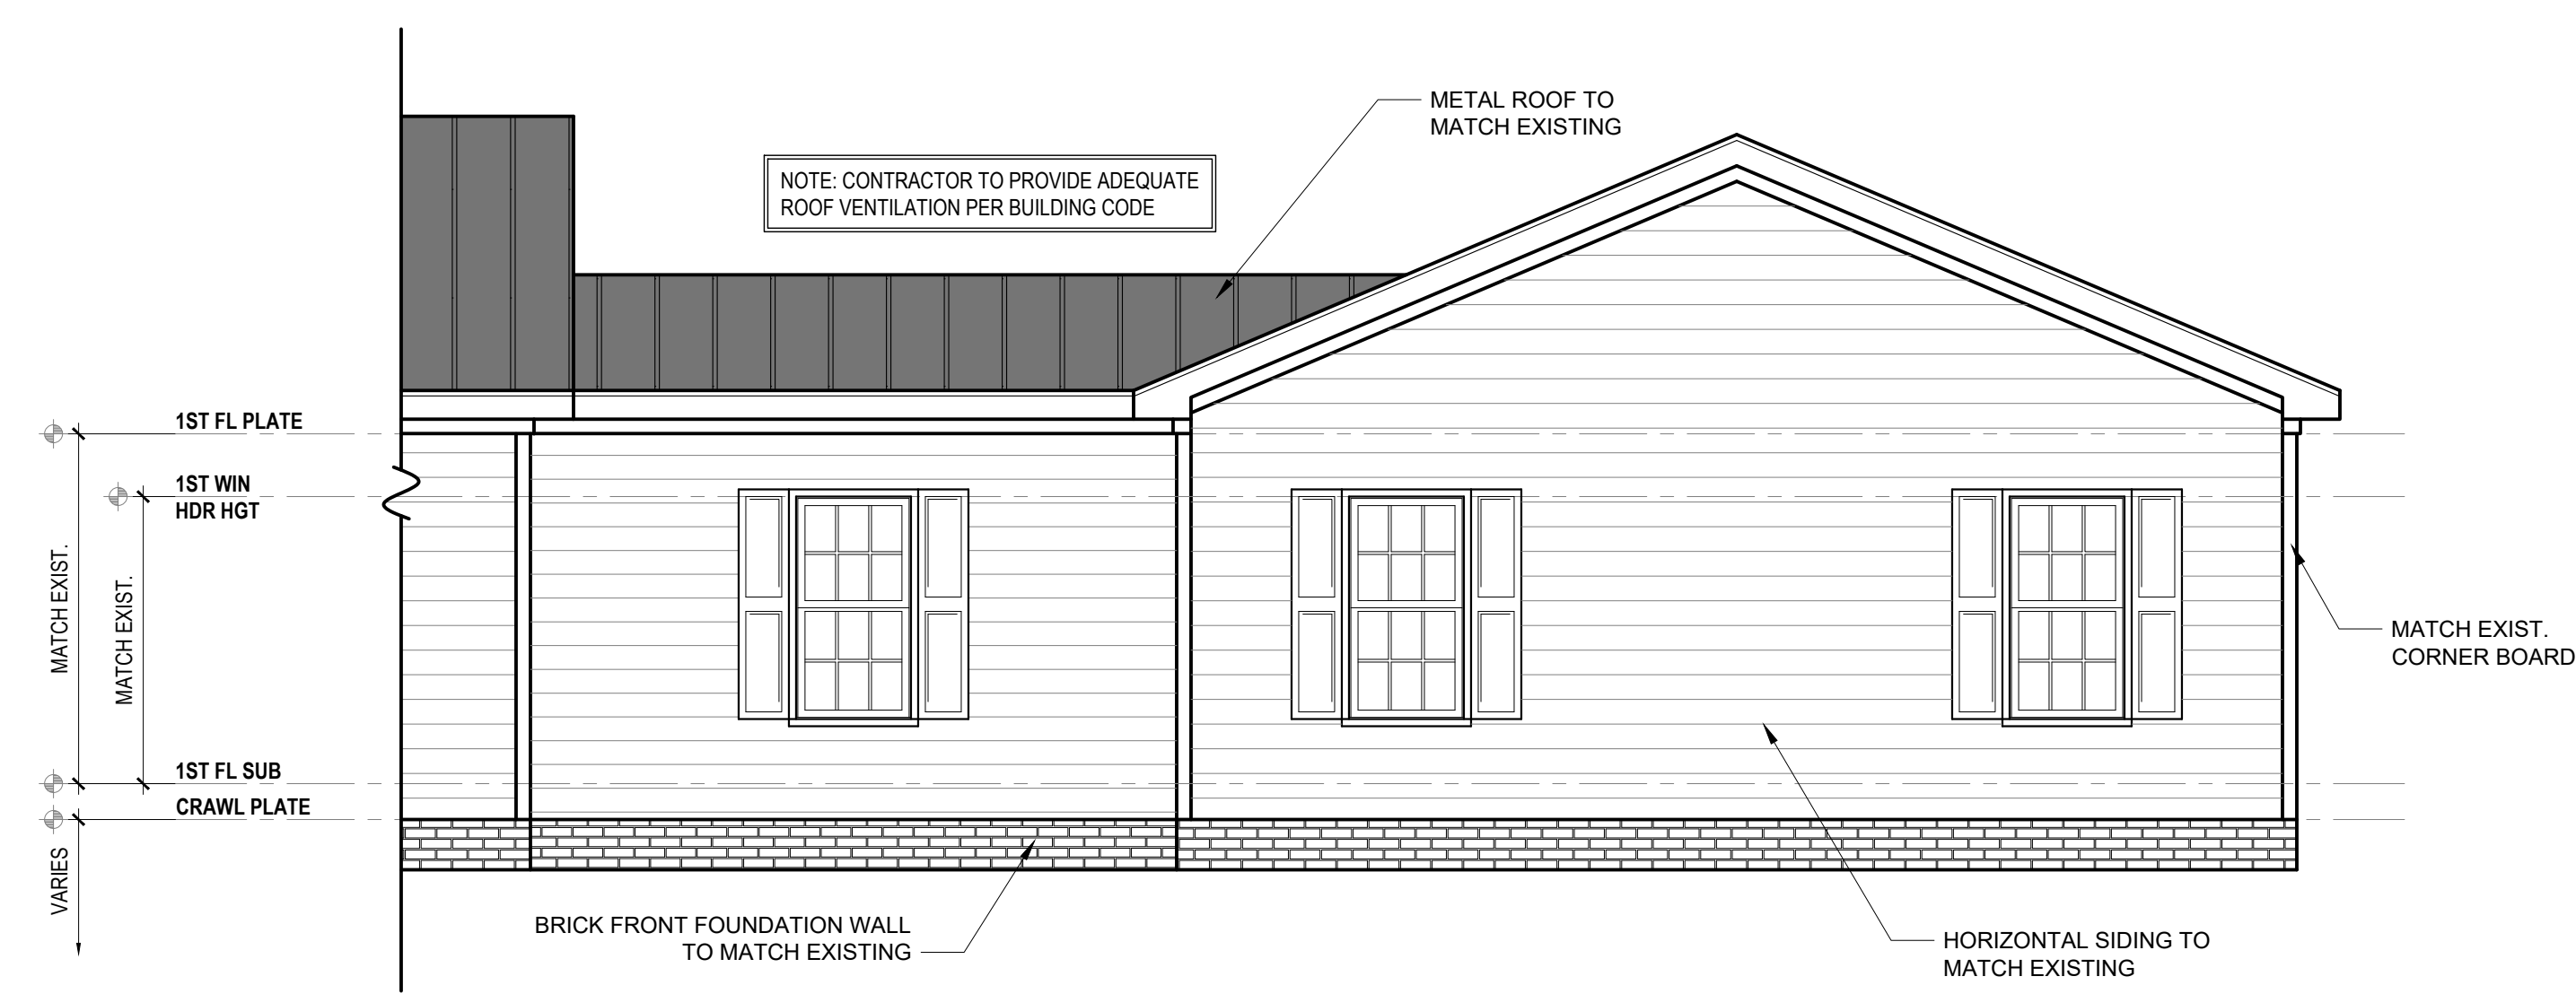 METAL ROOF TO
MATCH EXISTING
NOTE: CONTRACTOR TO PROVIDE ADEQUATE
ROOF VENTILATION PER BUILDING CODE
1ST FL PLATE
1ST WIN
HDR HGT
MATCH EXIST.
MATCH EXIST.
MATCH EXIST.
CORNER BOARD
1ST FL SUB
CRAWL PLATE
VARIES
BRICK FRONT FOUNDATION WALL
TO MATCH EXISTING
HORIZONTAL SIDING TO
MATCH EXISTING